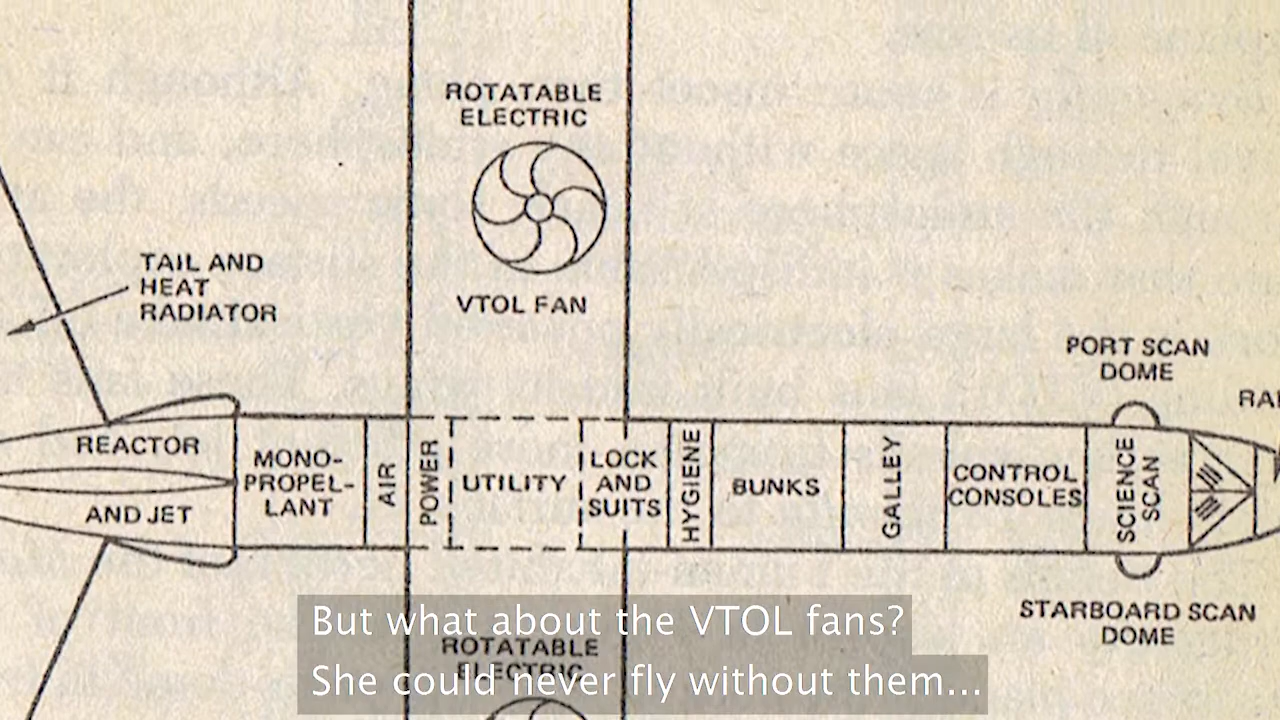 ROTATABLE
ELECTRIC
VTOL FAN
TAIL AND
HEAT
RADIATOR
PORT SCAN
DOME
REACTOR
AND JET
MONO-
PROPEL-
LANT
AIR
POWER
UTILITY
LOCK
AND
SUITS
HYGIENE
BUNKS
GALLEY
CONTROL
CONSOLES
SCIENCE
SCAN
STARBOARD SCAN
DOME
ROTATABLE
ELECTRIC
But what about the VTOL fans?
She could never fly without them...